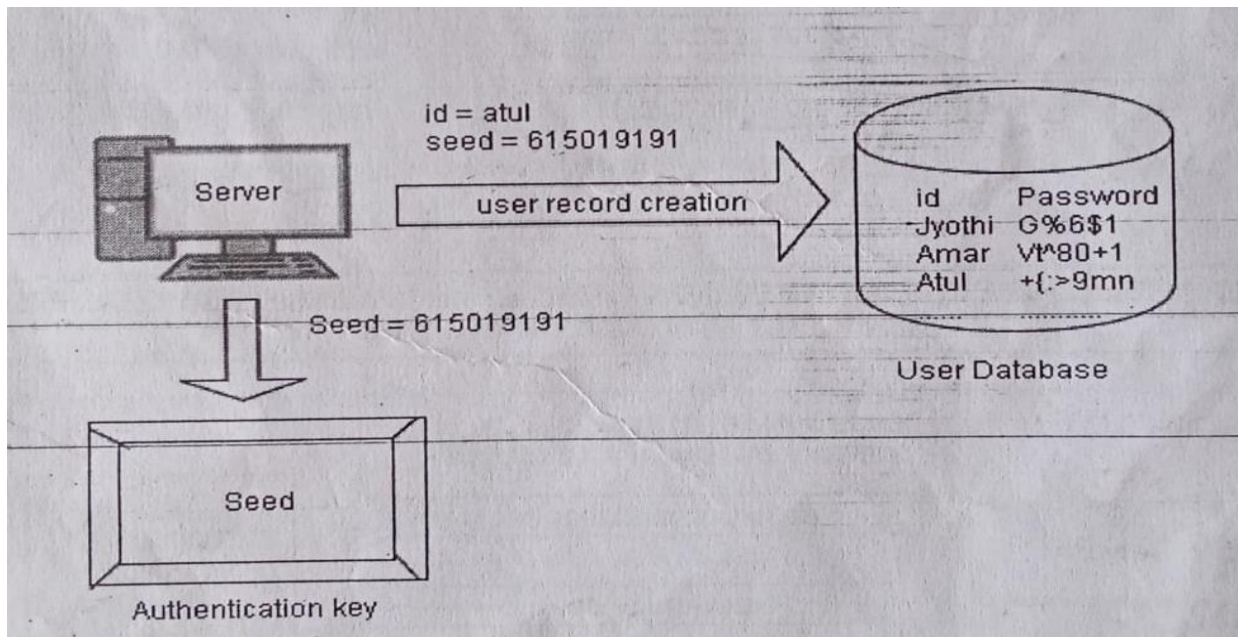 id = atul
seed = 615019191
Server
user record creation
id Password
Jyothi G%6$1
Amar Vt^80+1
Atul +{:>9mn
Seed = 615019191
User Database
Seed
Authentication key